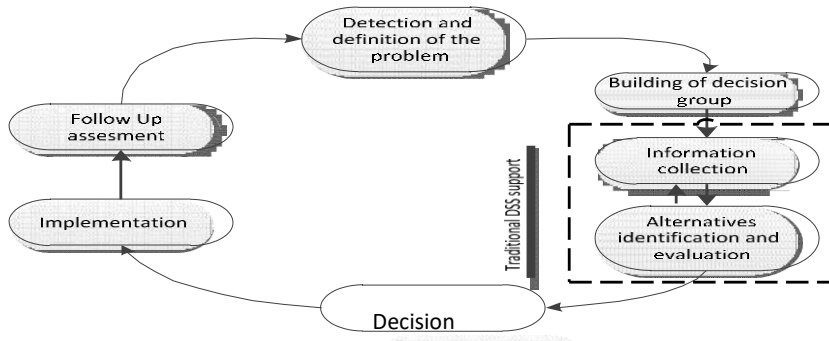 Detection and
definition of the
problem
Building of decision
group
Information
collection
Alternatives
identification and
evaluation
Traditional DSS support
Decision
Implementation
Follow Up
assesment